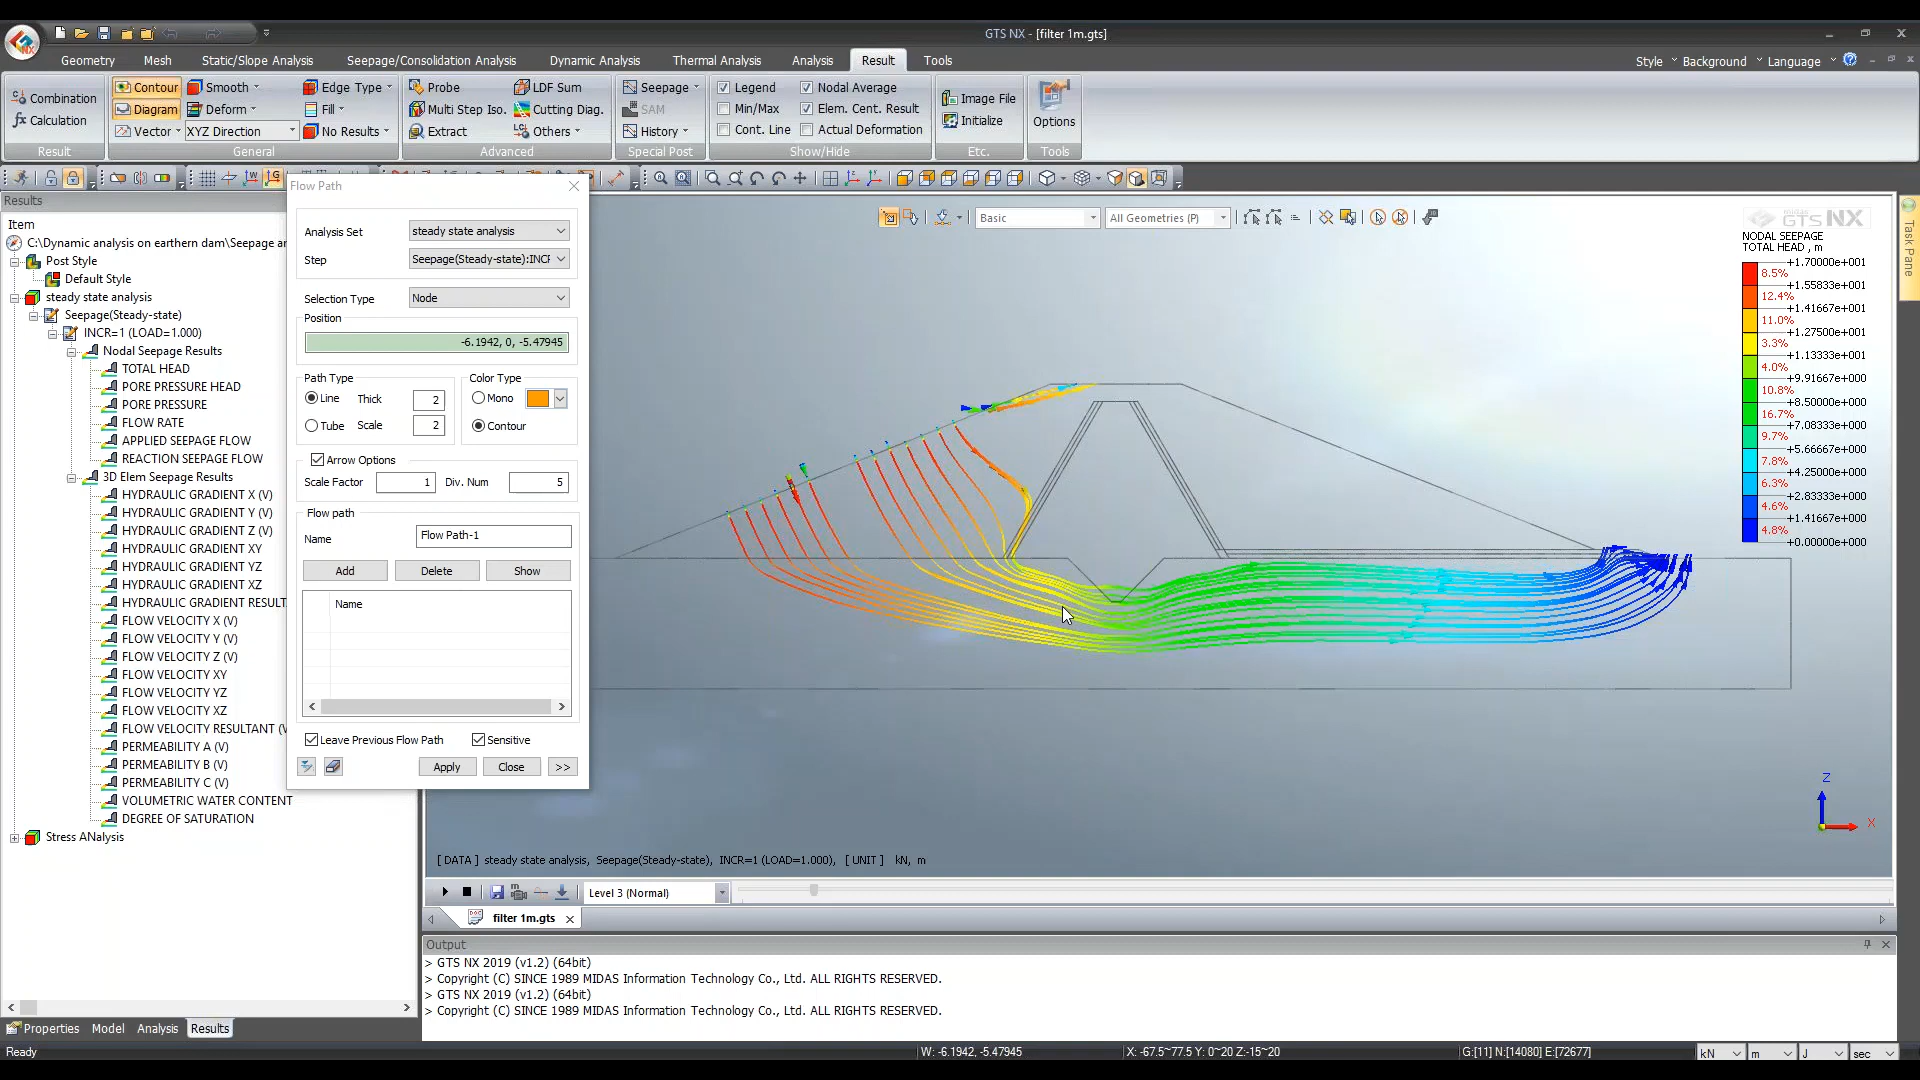 GTS NX - [filter 1m.gts]
Geometry Mesh Static/Slope Analysis Seepage/Consolidation Analysis Dynamic Analysis Thermal Analysis Analysis Result Tools
Style Background Language
Combination
Calculation
Result
Contour Smooth Edge Type
Diagram Deform Fill
Vector XYZ Direction No Results
General
Probe LDF Sum
Multi Step Iso. Cutting Diag.
Extract Others
Advanced
Seepage
SAM
History
Special Post
Legend Nodal Average
Min/Max Elem. Cent. Result
Cont. Line Actual Deformation
Show/Hide
Image File
Initialize
Etc.
Options
Tools
Results
Item
C:\Dynamic analysis on earthern dam\Seepage ar
Post Style
Default Style
steady state analysis
Seepage(Steady-state)
INCR=1 (LOAD=1.000)
Nodal Seepage Results
TOTAL HEAD
PORE PRESSURE HEAD
PORE PRESSURE
FLOW RATE
APPLIED SEEPAGE FLOW
REACTION SEEPAGE FLOW
3D Elem Seepage Results
HYDRAULIC GRADIENT X (V)
HYDRAULIC GRADIENT Y (V)
HYDRAULIC GRADIENT Z (V)
HYDRAULIC GRADIENT XY
HYDRAULIC GRADIENT YZ
HYDRAULIC GRADIENT XZ
HYDRAULIC GRADIENT RESULT
FLOW VELOCITY X (V)
FLOW VELOCITY Y (V)
FLOW VELOCITY Z (V)
FLOW VELOCITY XY
FLOW VELOCITY YZ
FLOW VELOCITY XZ
FLOW VELOCITY RESULTANT (V
PERMEABILITY A (V)
PERMEABILITY B (V)
PERMEABILITY C (V)
VOLUMETRIC WATER CONTENT
DEGREE OF SATURATION
Stress ANalysis
Properties Model Analysis Results
Flow Path
Analysis Set steady state analysis
Step Seepage(Steady-state):INCF
Selection Type Node
Position
-6.1942, 0, -5.47945
Path Type Color Type
Line Thick 2 Mono
Tube Scale 2 Contour
Arrow Options
Scale Factor 1 Div. Num 5
Flow path
Name Flow Path-1
Add Delete Show
Name
Leave Previous Flow Path Sensitive
Apply Close >>
Basic All Geometries (P)
midas GTS NX
NODAL SEEPAGE
TOTAL HEAD , m
+1.70000e+001
8.5%
+1.55833e+001
12.4%
+1.41667e+001
11.0%
+1.27500e+001
3.3%
+1.13333e+001
4.0%
+9.91667e+000
10.8%
+8.50000e+000
16.7%
+7.08333e+000
9.7%
+5.66667e+000
7.8%
+4.25000e+000
6.3%
+2.83333e+000
4.6%
+1.41667e+000
4.8%
+0.00000e+000
Z
X
[ DATA ] steady state analysis, Seepage(Steady-state), INCR=1 (LOAD=1.000), [ UNIT ] kN, m
Level 3 (Normal)
filter 1m.gts
Output
> GTS NX 2019 (v1.2) (64bit)
> Copyright (C) SINCE 1989 MIDAS Information Technology Co., Ltd. ALL RIGHTS RESERVED.
> GTS NX 2019 (v1.2) (64bit)
> Copyright (C) SINCE 1989 MIDAS Information Technology Co., Ltd. ALL RIGHTS RESERVED.
Ready W: -6.1942, -5.47945 X: -67.5~77.5 Y: 0~20 Z:-15~20 G:[11] N:[14080] E:[72677] kN m J sec
Task Pane